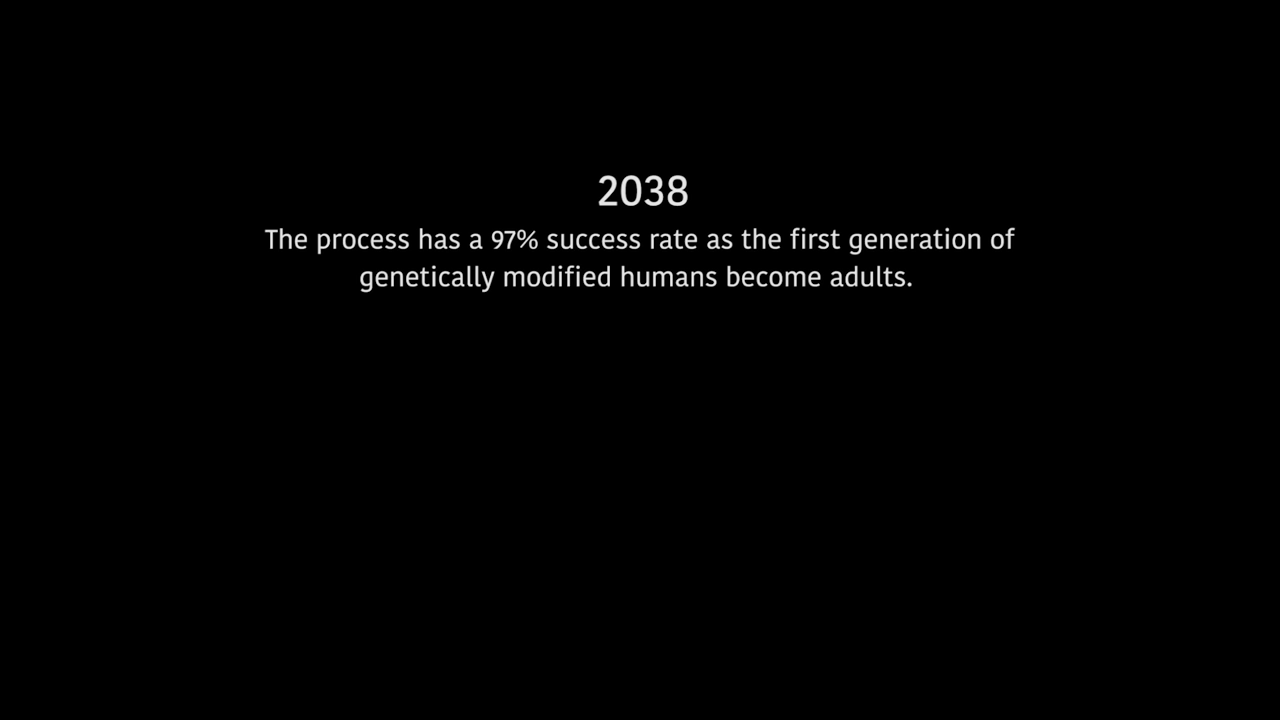 2038
The process has a 97% success rate as the first generation of
genetically modified humans become adults.